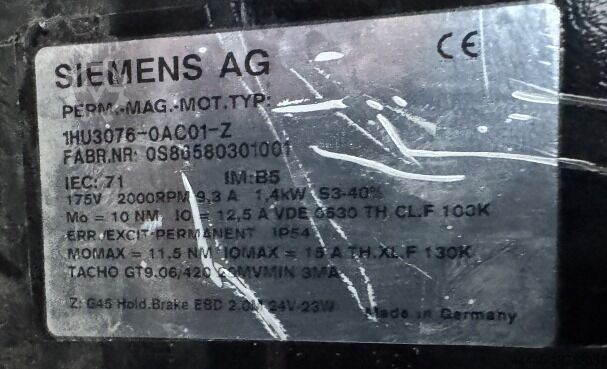 SIEMENS AG CE
PERM.-MAG.-MOT.TYP:
1HU3076-0AC01-Z
FABR.NR: 0S86580301001
IEC: 71 IM:B5
175V 2000RPM 9,3 A 1,4kW S3-40%
Mo = 10 NM IO = 12,5 A VDE 0530 TH.CL.F 100K
ERR./EXCIT-PERMANENT IP54
MOMAX = 11,5 NM IOMAX = 15 A TH.XL.F 130K
TACHO GT9.06/420 MVMIN 3MA
Z: G45 Hold.Brake EBD 24V-23W
Made in Germany